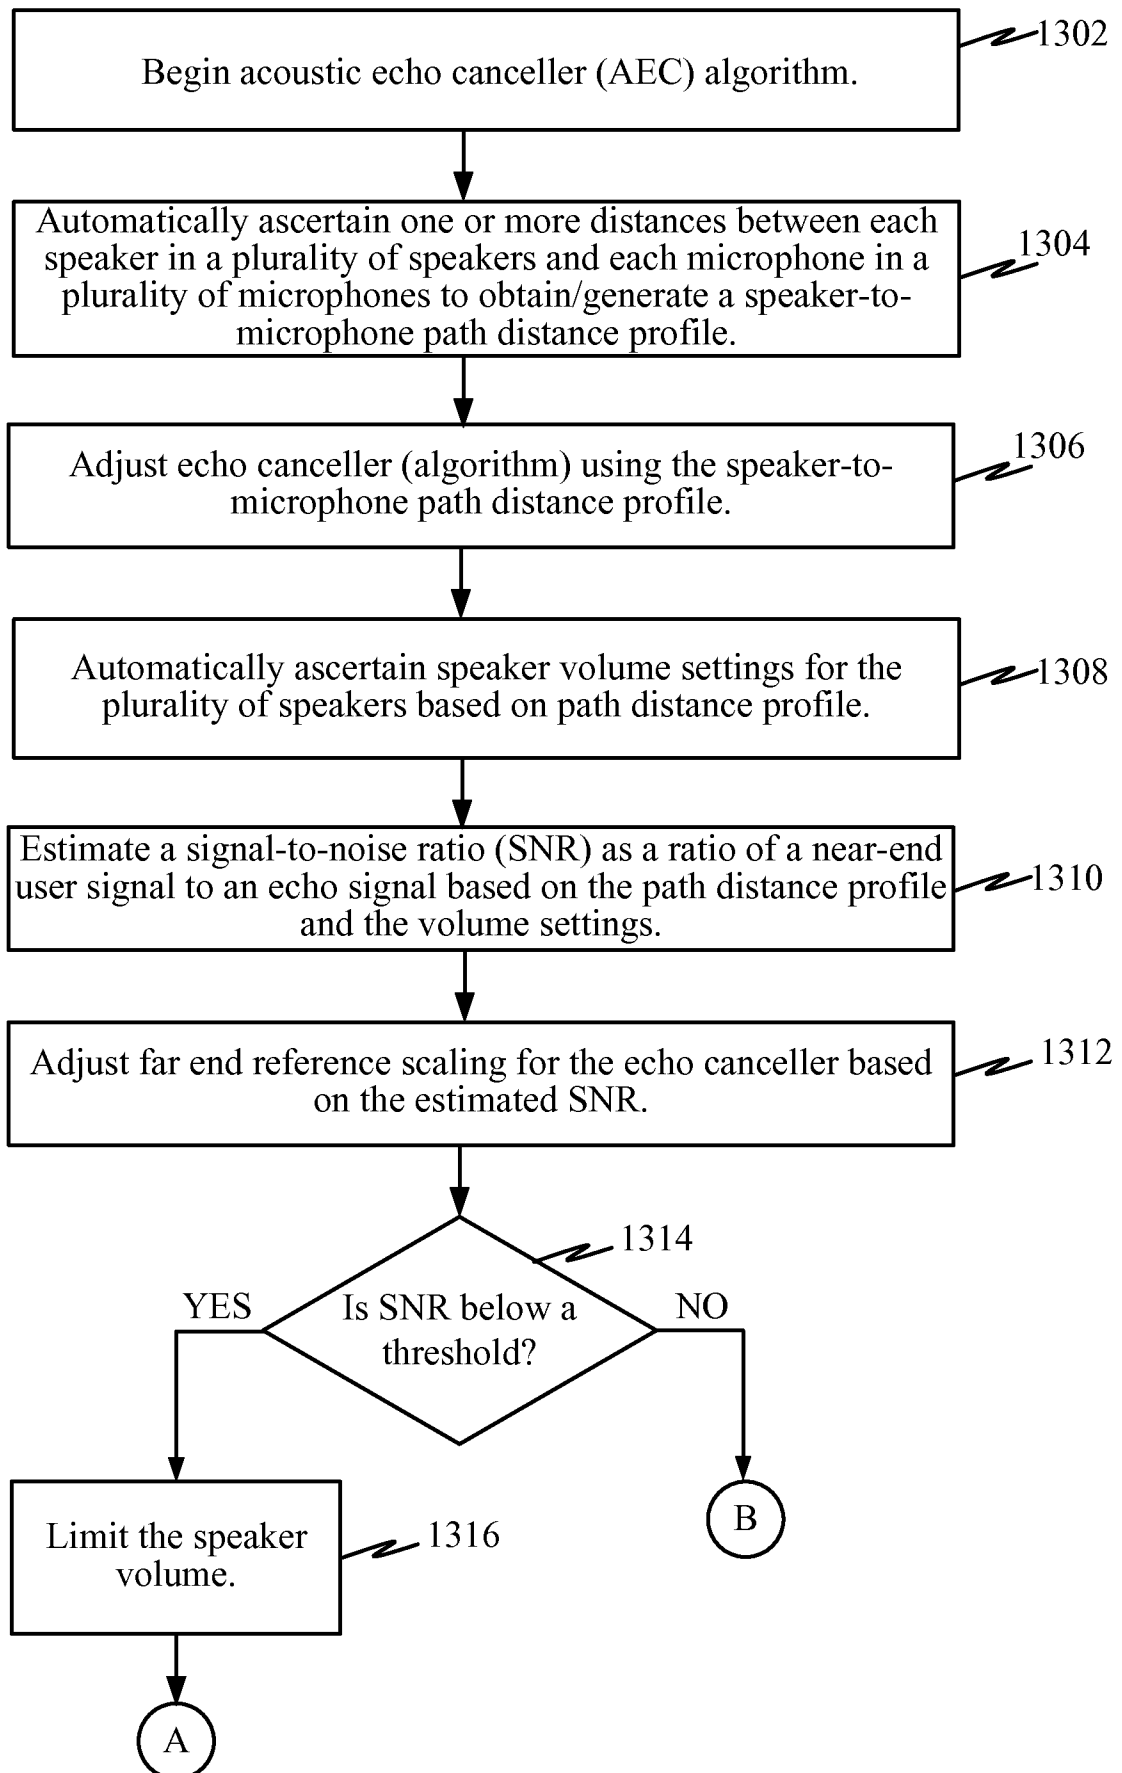 1302
Begin acoustic echo canceller (AEC) algorithm.
Automatically ascertain one or more distances between each
speaker in a plurality of speakers and each microphone in a
plurality of microphones to obtain/generate a speaker-to-
microphone path distance profile.
1304
Adjust echo canceller (algorithm) using the speaker-to-
microphone path distance profile.
1306
Automatically ascertain speaker volume settings for the
plurality of speakers based on path distance profile.
1308
Estimate a signal-to-noise ratio (SNR) as a ratio of a near-end
user signal to an echo signal based on the path distance profile
and the volume settings.
1310
Adjust far end reference scaling for the echo canceller based
on the estimated SNR.
1312
1314
Is SNR below a
threshold?
YES
NO
Limit the speaker
volume.
1316
B
A